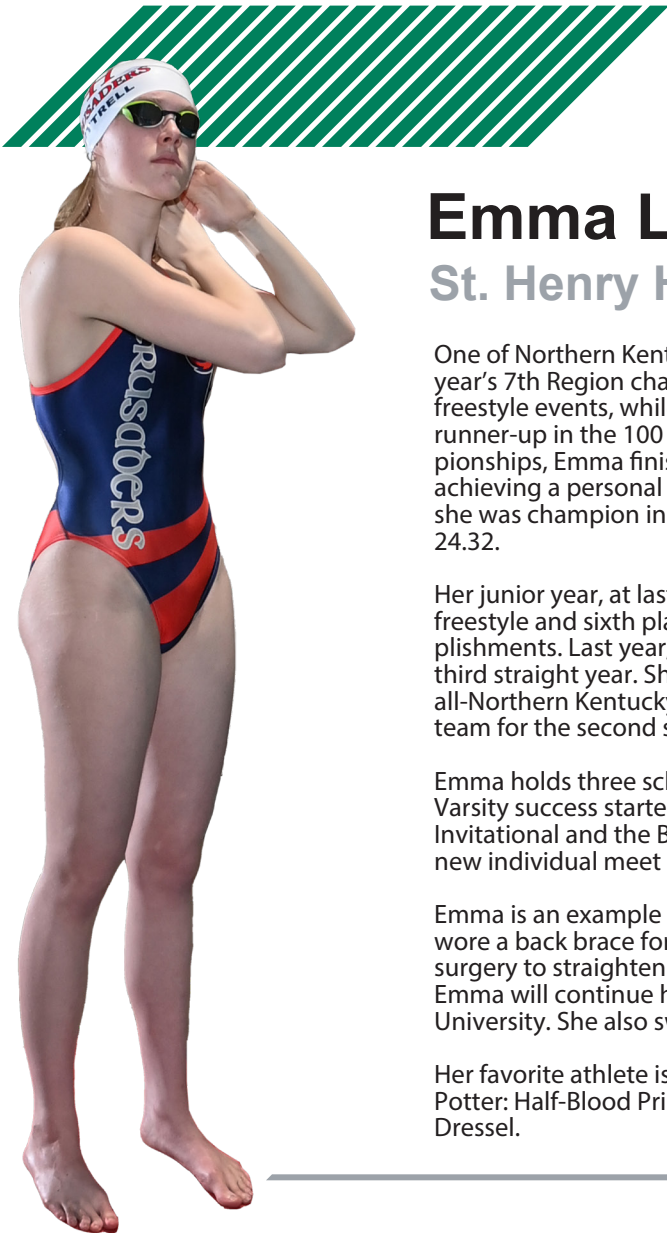 SADERS
TRELL
RUSADERS
Emma L
St. Henry H
One of Northern Kent
year's 7th Region cha
freestyle events, whil
runner-up in the 100
pionships, Emma finis
achieving a personal
she was champion in
24.32.
Her junior year, at las
freestyle and sixth pla
plishments. Last year,
third straight year. Sh
all-Northern Kentucky
team for the second s
Emma holds three scl
Varsity success starte
Invitational and the B
new individual meet
Emma is an example
wore a back brace for
surgery to straighten
Emma will continue h
University. She also sw
Her favorite athlete is
Potter: Half-Blood Pri
Dressel.